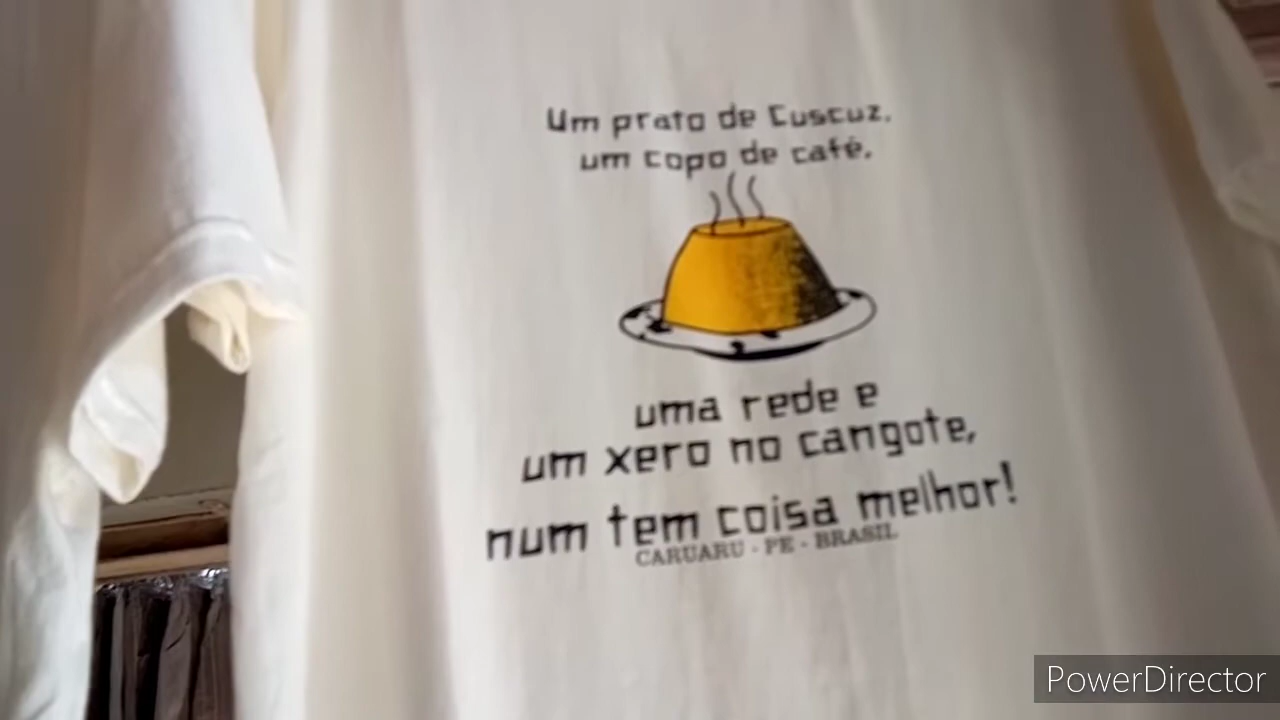 Um prato de Cuscuz,
um copo de café,
uma rede e
um xero no cangote,
num tem coisa melhor!
CARUARU - PE - BRASIL
PowerDirector